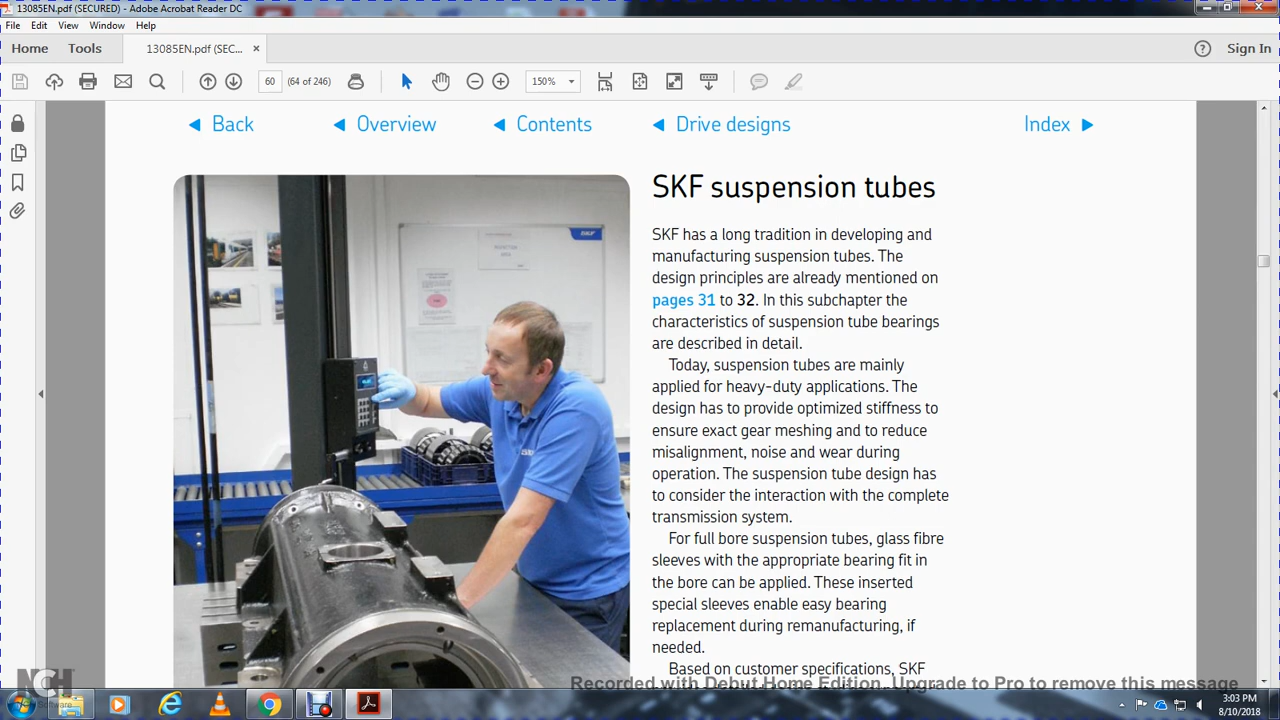 13085EN.pdf (SECURED) - Adobe Acrobat Reader DC
File Edit View Window Help
Home Tools 13085EN.pdf (SEC... × Sign In
60 (64 of 246) 150%
Back Overview Contents Drive designs Index
SKF suspension tubes
SKF has a long tradition in developing and
manufacturing suspension tubes. The
design principles are already mentioned on
pages 31 to 32. In this subchapter the
characteristics of suspension tube bearings
are described in detail.
Today, suspension tubes are mainly
applied for heavy-duty applications. The
design has to provide optimized stiffness to
ensure exact gear meshing and to reduce
misalignment, noise and wear during
operation. The suspension tube design has
to consider the interaction with the complete
transmission system.
For full bore suspension tubes, glass fibre
sleeves with the appropriate bearing fit in
the bore can be applied. These inserted
special sleeves enable easy bearing
replacement during remanufacturing, if
needed.
Based on customer specifications, SKF
SKF
Recorded with Debut Home Edition. Upgrade to Pro to remove this message
NCH
Software
3:03 PM
8/10/2018